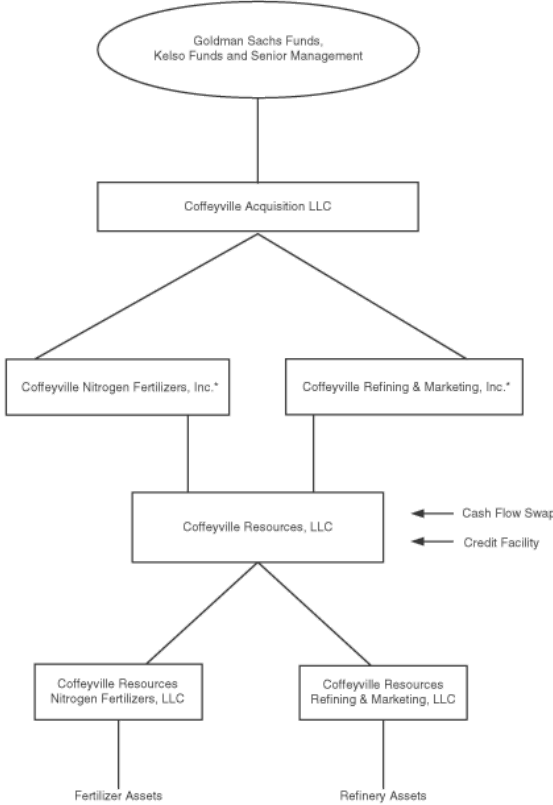 Goldman Sachs Funds,
Kelso Funds and Senior Management
Coffeyville Acquisition LLC
Coffeyville Nitrogen Fertilizers, Inc.*
Coffeyville Refining & Marketing, Inc.*
Coffeyville Resources, LLC
Cash Flow Swap
Credit Facility
Coffeyville Resources
Nitrogen Fertilizers, LLC
Coffeyville Resources
Refining & Marketing, LLC
Fertilizer Assets
Refinery Assets